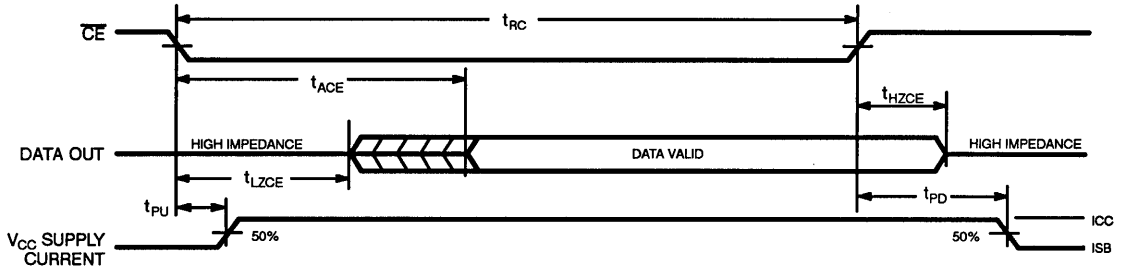 tRC
CE
tACE
tHZCE
DATA OUT
HIGH IMPEDANCE
DATA VALID
HIGH IMPEDANCE
tLZCE
tPU
tPD
50%
50%
ICC
ISB
VCC SUPPLY
CURRENT